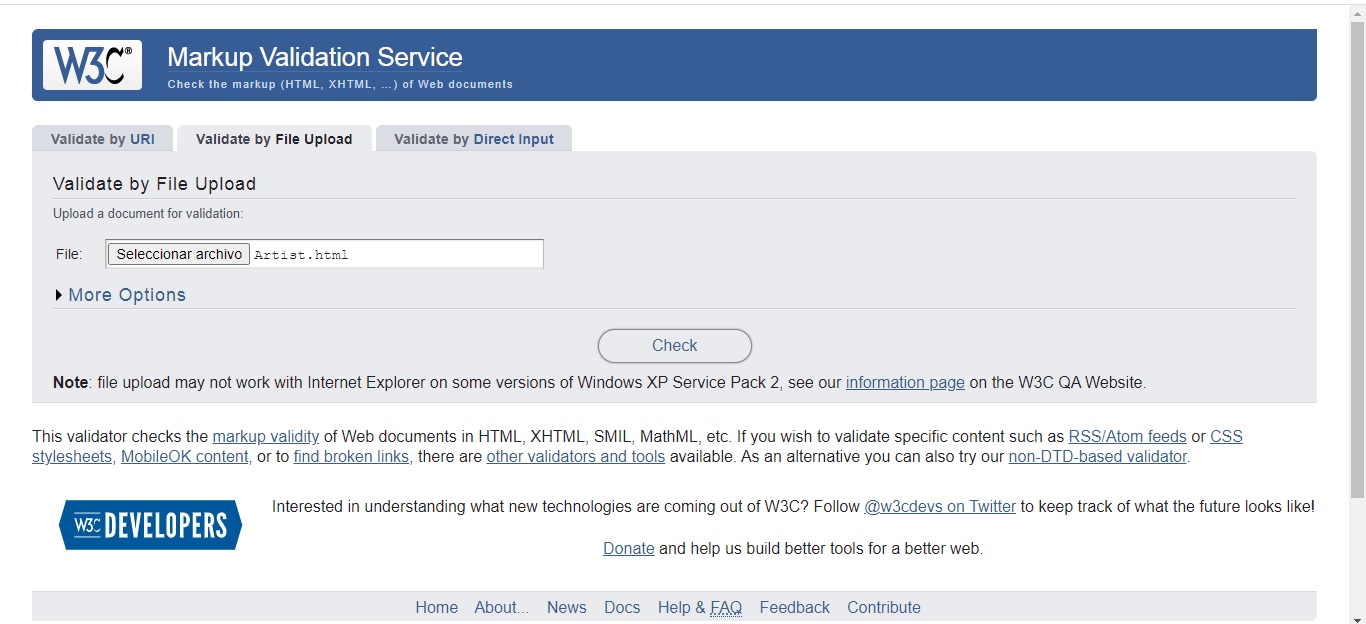 W3C® Markup Validation Service
Check the markup (HTML, XHTML, …) of Web documents
Validate by URI Validate by File Upload Validate by Direct Input
Validate by File Upload
Upload a document for validation:
File: Seleccionar archivo Artist.html
More Options
Check
Note: file upload may not work with Internet Explorer on some versions of Windows XP Service Pack 2, see our information page on the W3C QA Website.
This validator checks the markup validity of Web documents in HTML, XHTML, SMIL, MathML, etc. If you wish to validate specific content such as RSS/Atom feeds or CSS
stylesheets, MobileOK content, or to find broken links, there are other validators and tools available. As an alternative you can also try our non-DTD-based validator.
W3C DEVELOPERS
Interested in understanding what new technologies are coming out of W3C? Follow @w3cdevs on Twitter to keep track of what the future looks like!
Donate and help us build better tools for a better web.
Home About... News Docs Help & FAQ Feedback Contribute